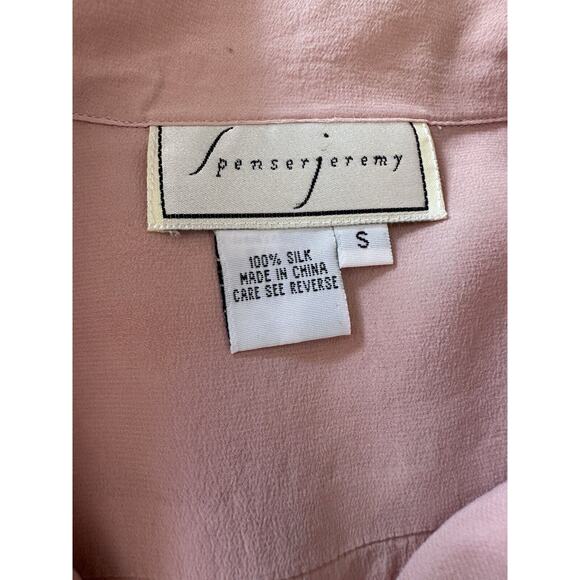 Spenserjeremy
S
100% SILK
MADE IN CHINA
CARE SEE REVERSE